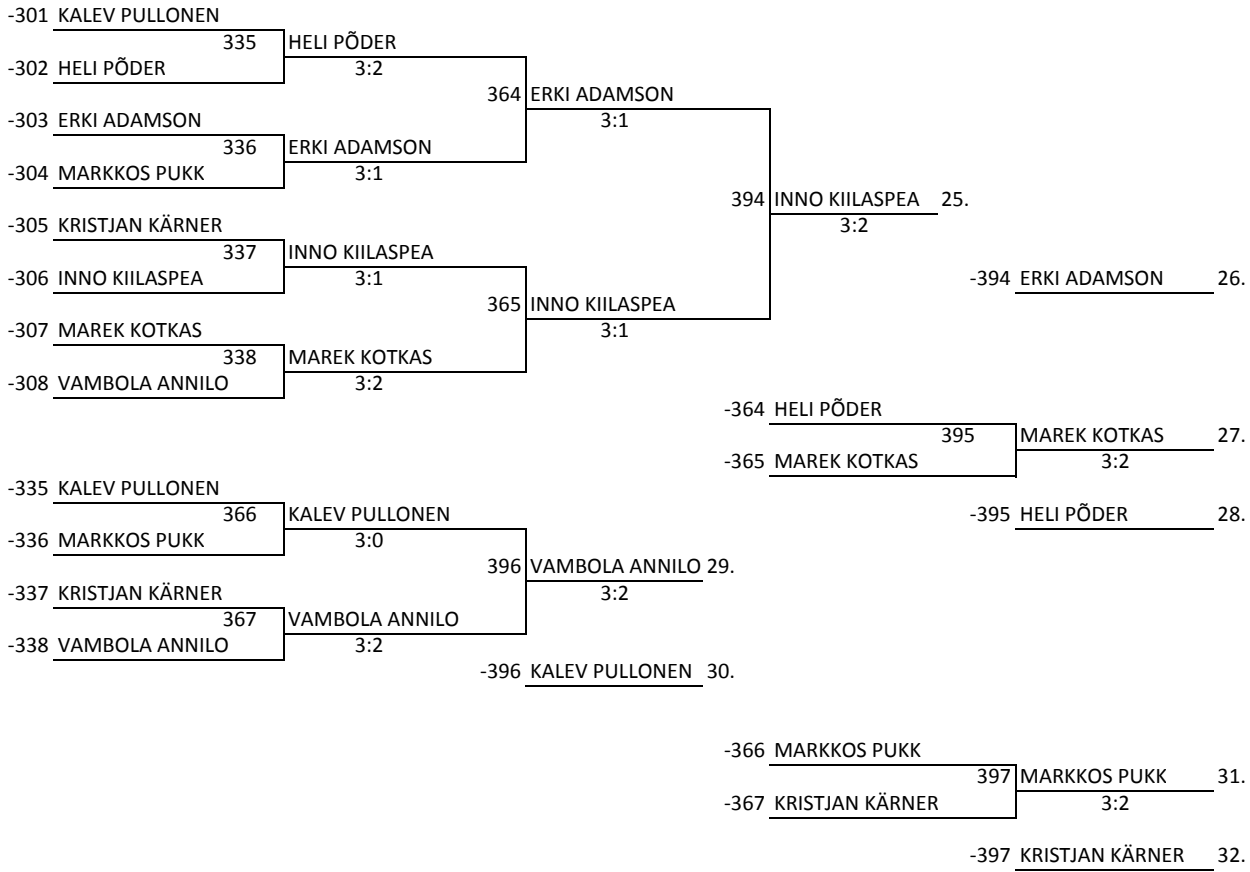 -301 KALEV PULLONEN
335 HELI PÕDER
-302 HELI PÕDER 3:2
364 ERKI ADAMSON
-303 ERKI ADAMSON 3:1
336 ERKI ADAMSON
-304 MARKKOS PUKK 3:1
394 INNO KIILASPEA 25.
-305 KRISTJAN KÄRNER 3:2
337 INNO KIILASPEA
-306 INNO KIILASPEA 3:1 -394 ERKI ADAMSON 26.
365 INNO KIILASPEA
-307 MAREK KOTKAS 3:1
338 MAREK KOTKAS
-308 VAMBOLA ANNILO 3:2
-364 HELI PÕDER
395 MAREK KOTKAS 27.
-365 MAREK KOTKAS 3:2
-335 KALEV PULLONEN
366 KALEV PULLONEN -395 HELI PÕDER 28.
-336 MARKKOS PUKK 3:0
396 VAMBOLA ANNILO 29.
-337 KRISTJAN KÄRNER 3:2
367 VAMBOLA ANNILO
-338 VAMBOLA ANNILO 3:2
-396 KALEV PULLONEN 30.
-366 MARKKOS PUKK
397 MARKKOS PUKK 31.
-367 KRISTJAN KÄRNER 3:2
-397 KRISTJAN KÄRNER 32.